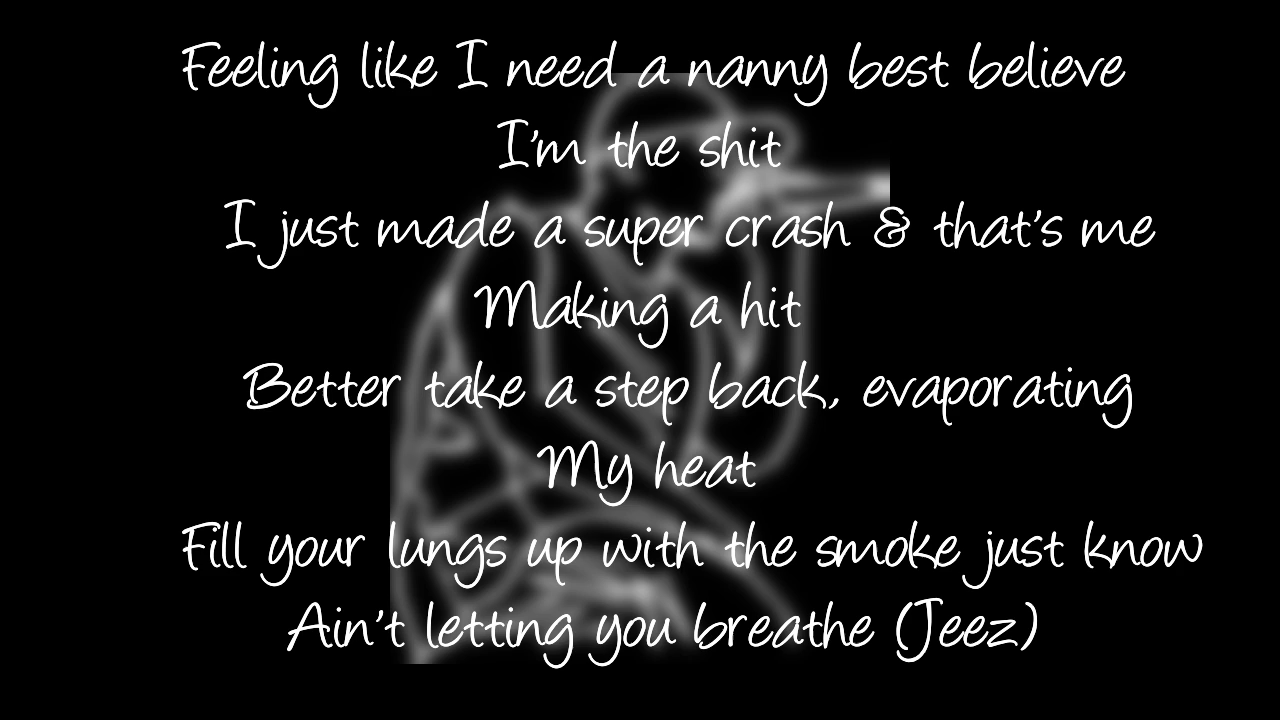 Feeling like I need a nanny best believe
I'm the shit
I just made a super crash & that's me
Making a hit
Better take a step back, evaporating
My heat
Fill your lungs up with the smoke just know
Ain't letting you breathe (Jeez)